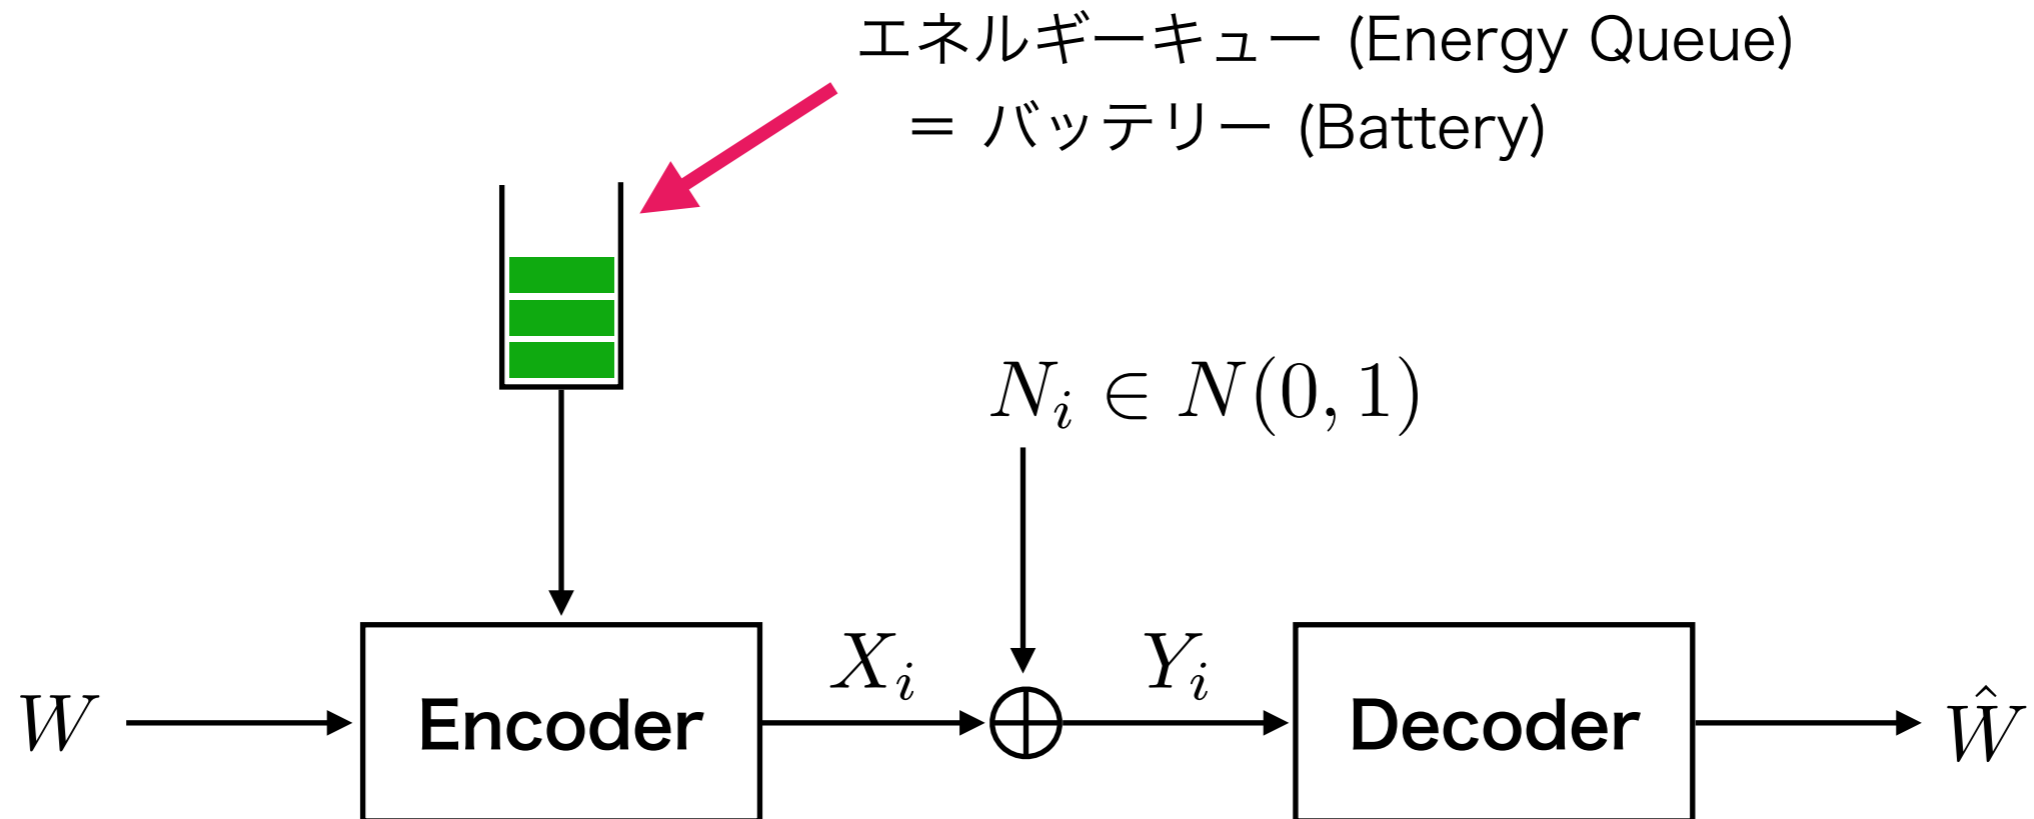 エネルギーキュー (Energy Queue)
= バッテリー (Battery)
N_i ∈ N(0, 1)
W
Encoder
X_i
Y_i
Decoder
Ŵ